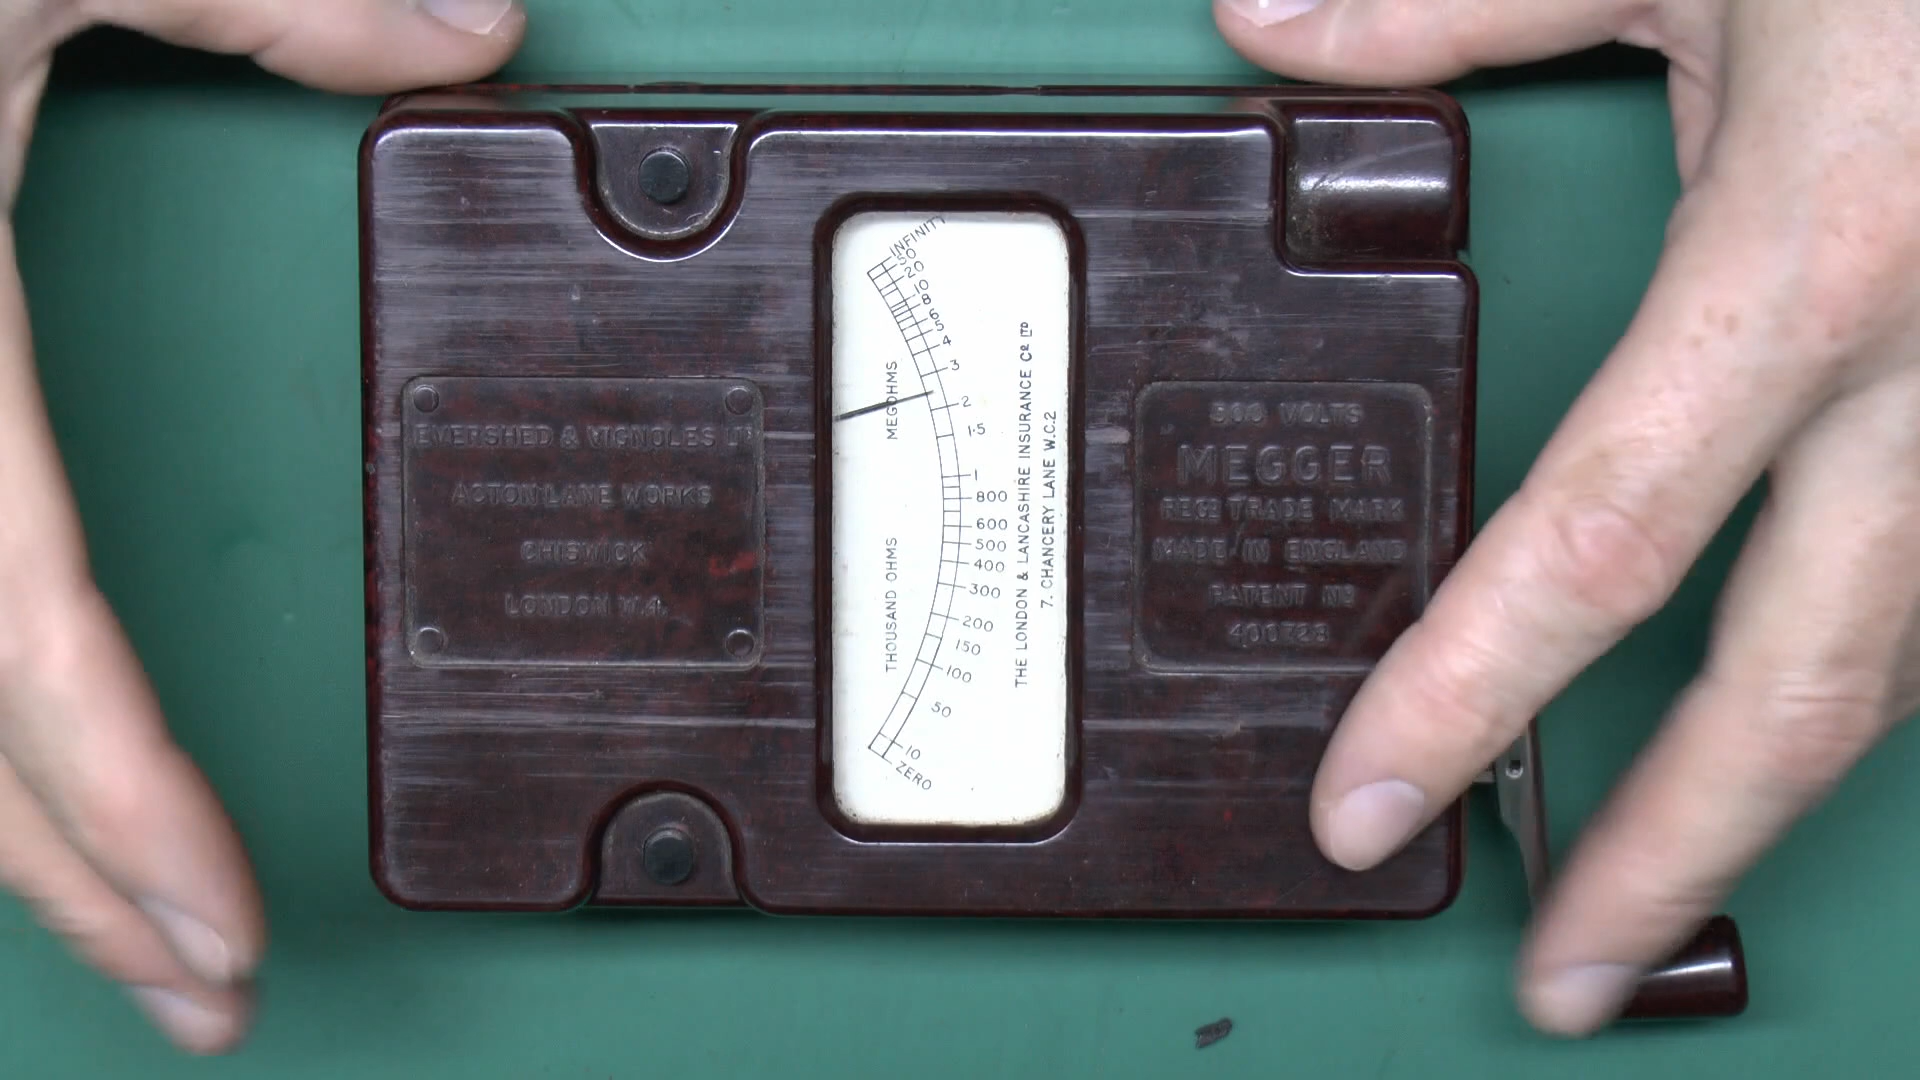 EVERSHED & VIGNOLES LTD
ACTON LANE WORKS
CHISWICK
LONDON W.4.
INFINITY
50
20
10
8
6
5
4
3
2
1·5
1
800
600
500
400
300
200
150
100
50
10
ZERO
MEGOHMS
THOUSAND OHMS
THE LONDON & LANCASHIRE INSURANCE CO LTD
7. CHANCERY LANE W.C.2
500 VOLTS
MEGGER
REGD TRADE MARK
MADE IN ENGLAND
PATENT NO
400728